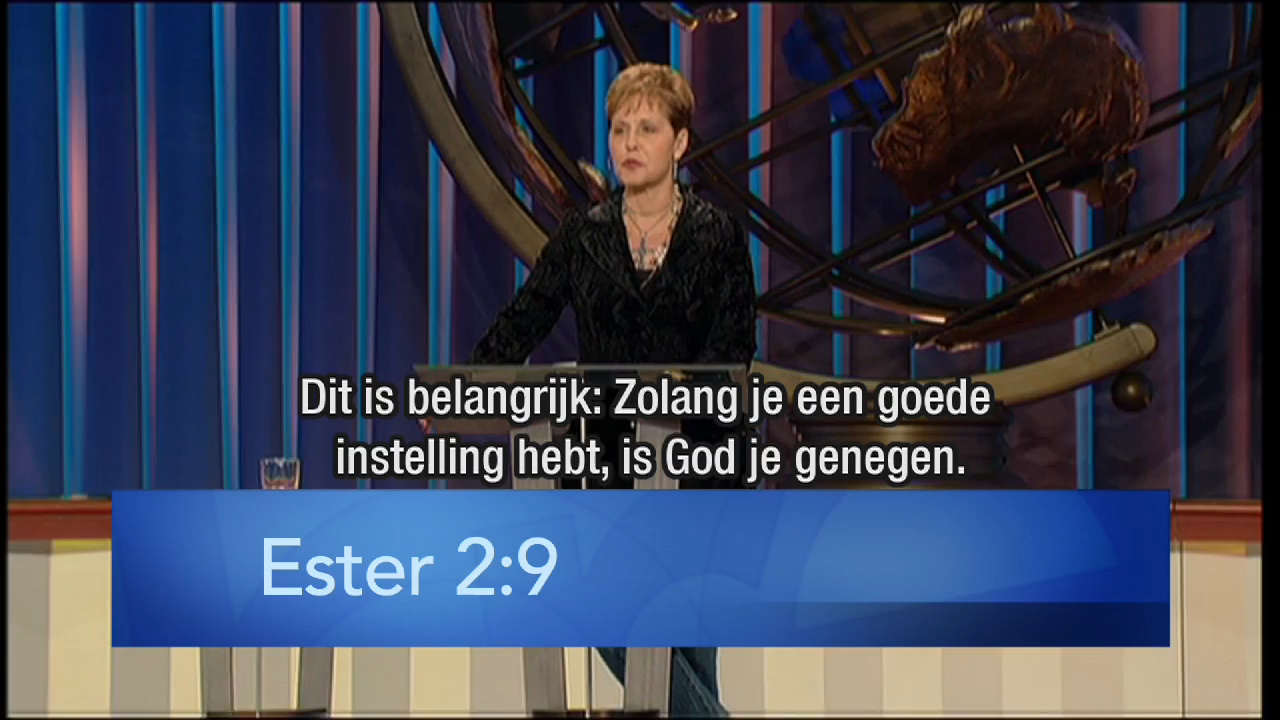 Dit is belangrijk: Zolang je een goede
instelling hebt, is God je genegen.
Ester 2:9